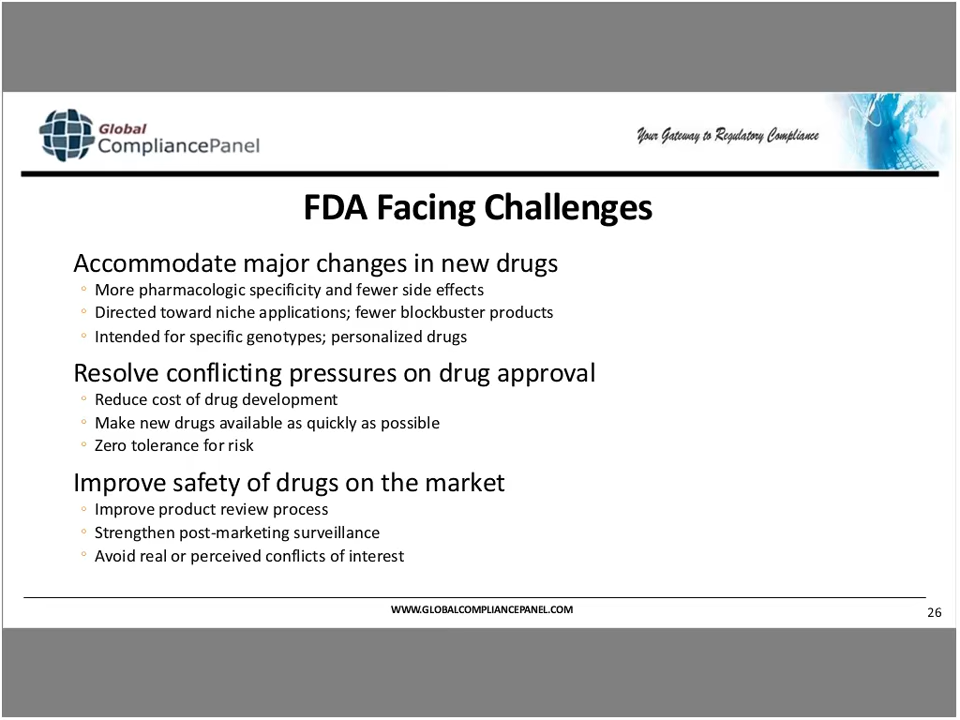 Global
CompliancePanel
Your Gateway to Regulatory Compliance
FDA Facing Challenges
Accommodate major changes in new drugs
◦ More pharmacologic specificity and fewer side effects
◦ Directed toward niche applications; fewer blockbuster products
◦ Intended for specific genotypes; personalized drugs
Resolve conflicting pressures on drug approval
◦ Reduce cost of drug development
◦ Make new drugs available as quickly as possible
◦ Zero tolerance for risk
Improve safety of drugs on the market
◦ Improve product review process
◦ Strengthen post-marketing surveillance
◦ Avoid real or perceived conflicts of interest
WWW.GLOBALCOMPLIANCEPANEL.COM
26